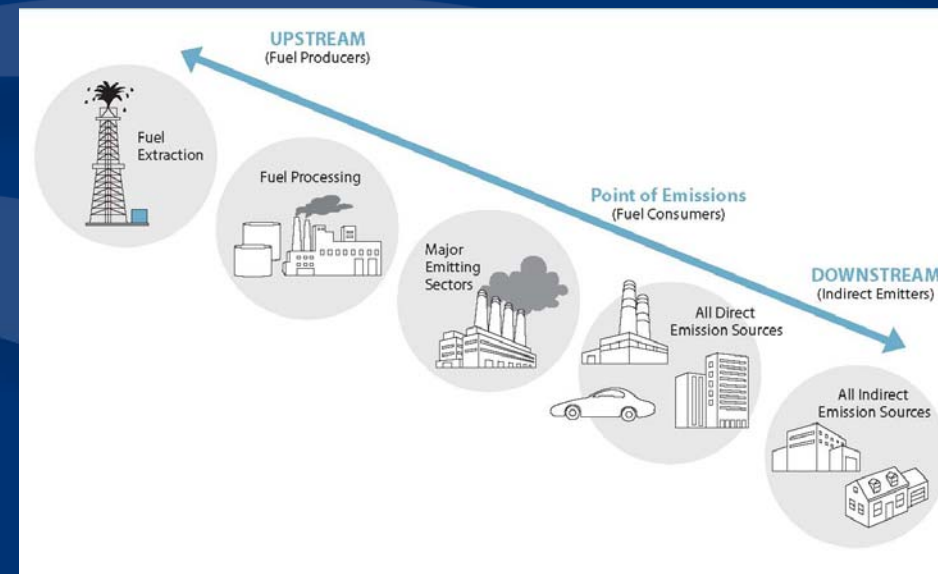 UPSTREAM
(Fuel Producers)
Fuel
Extraction
Fuel Processing
Point of Emissions
(Fuel Consumers)
Major
Emitting
Sectors
DOWNSTREAM
(Indirect Emitters)
All Direct
Emission Sources
All Indirect
Emission Sources